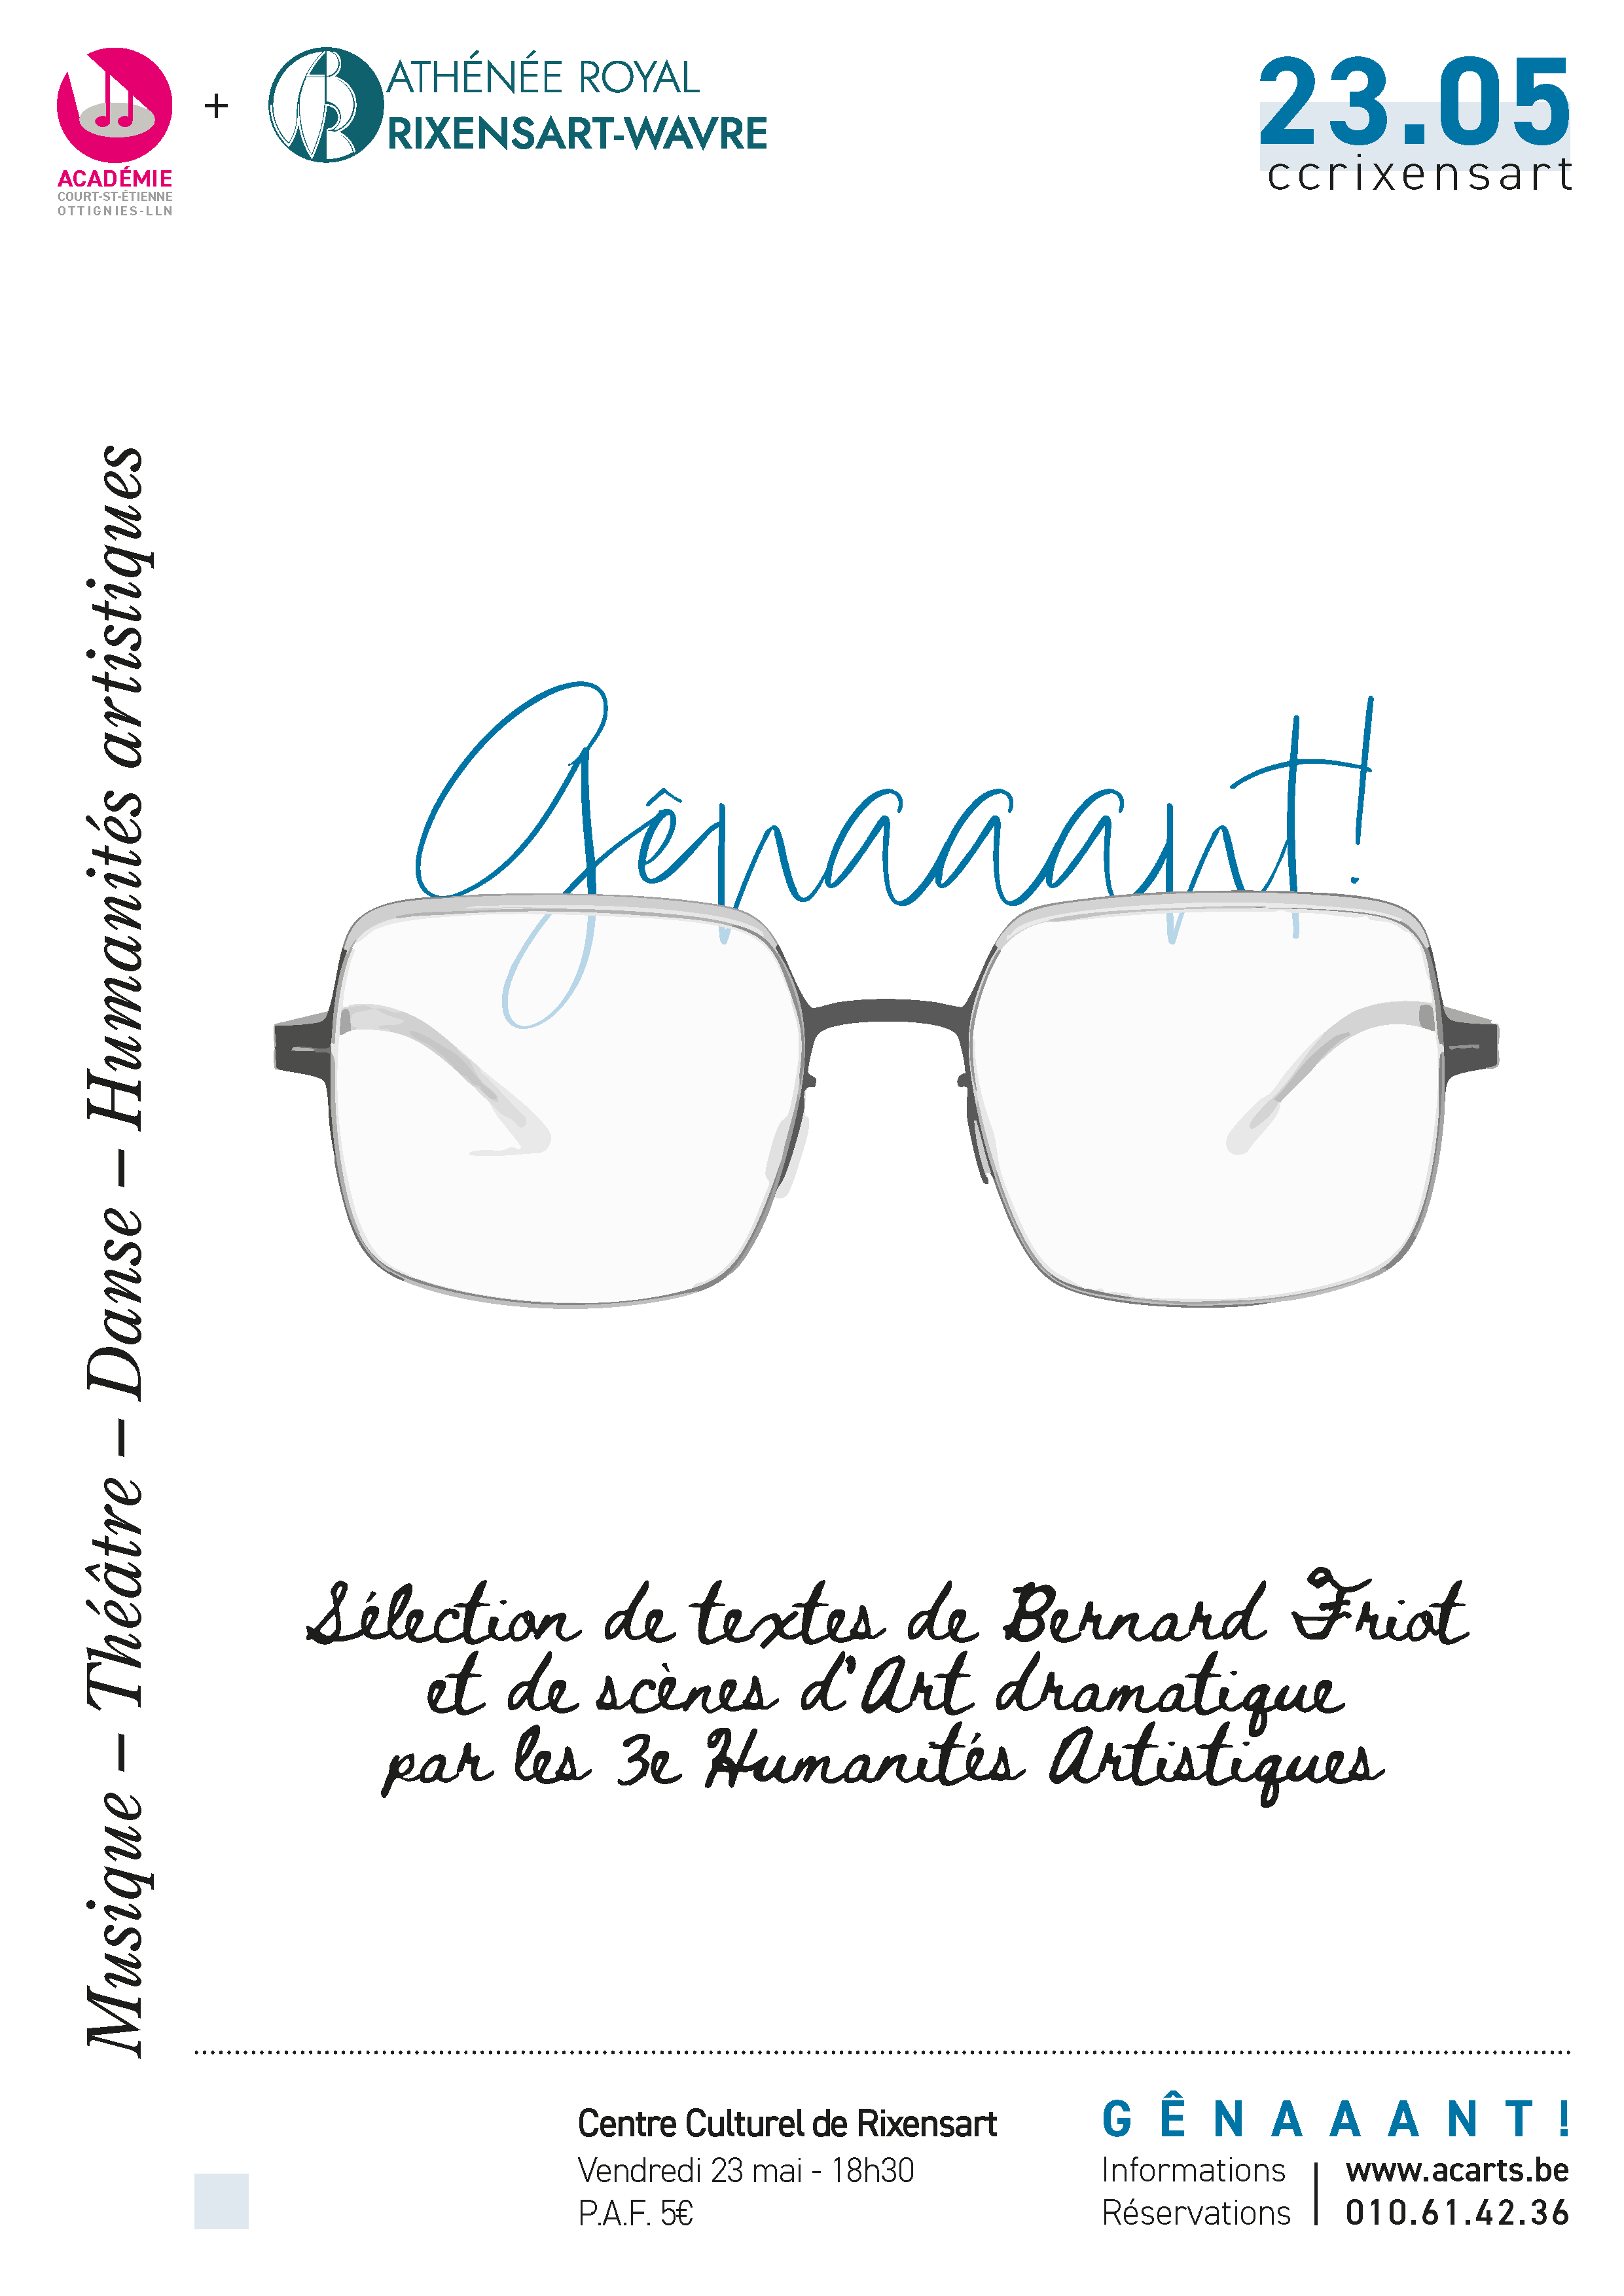 ACADÉMIE
COURT-ST-ÉTIENNE
OTTIGNIES-LLN
+
ATHÉNÉE ROYAL
RIXENSART-WAVRE
23.05
ccrixensart
Musique – Théâtre – Danse – Humanités artistiques
Gênaaant!
Sélection de textes de Bernard Friot
et de scènes d'Art dramatique
par les 3e Humanités Artistiques
Centre Culturel de Rixensart
Vendredi 23 mai - 18h30
P.A.F. 5€
GÊNAAANT!
Informations | www.acarts.be
Réservations | 010.61.42.36